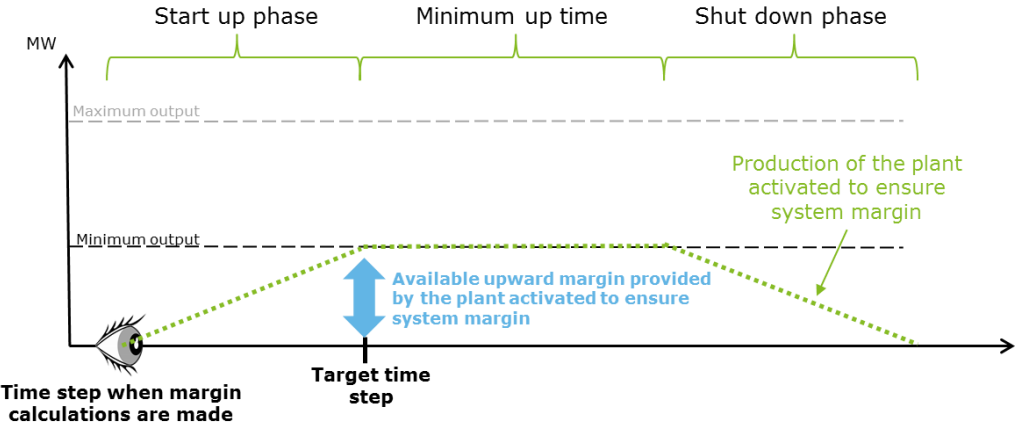 Start up phase
Minimum up time
Shut down phase
MW
Maximum output
Production of the plant
activated to ensure
system margin
Minimum output
Available upward margin provided
by the plant activated to ensure
system margin
Target time
step
Time step when margin
calculations are made